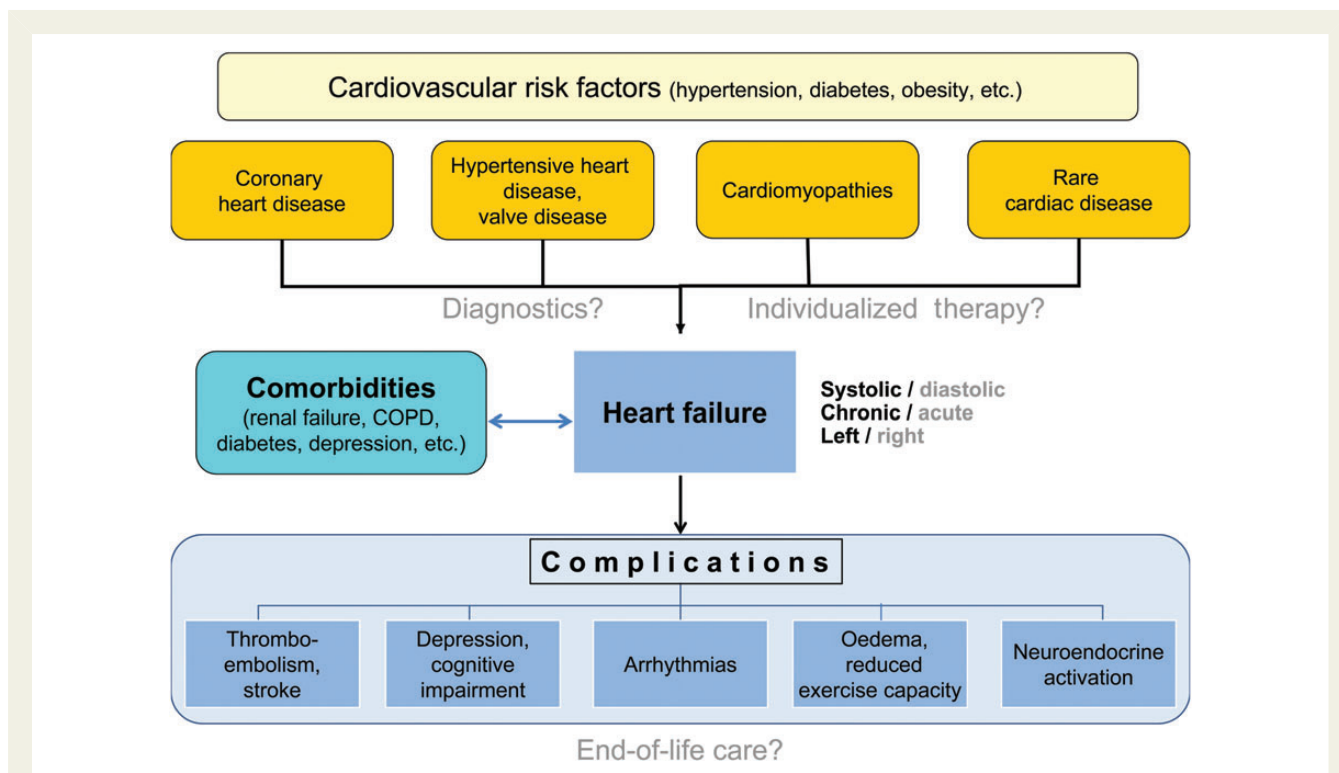 Cardiovascular risk factors (hypertension, diabetes, obesity, etc.)
Coronary
heart disease
Hypertensive heart
disease,
valve disease
Cardiomyopathies
Rare
cardiac disease
Diagnostics?
Individualized therapy?
Comorbidities
(renal failure, COPD,
diabetes, depression, etc.)
Heart failure
Systolic / diastolic
Chronic / acute
Left / right
Complications
Thrombo-
embolism,
stroke
Depression,
cognitive
impairment
Arrhythmias
Oedema,
reduced
exercise capacity
Neuroendocrine
activation
End-of-life care?